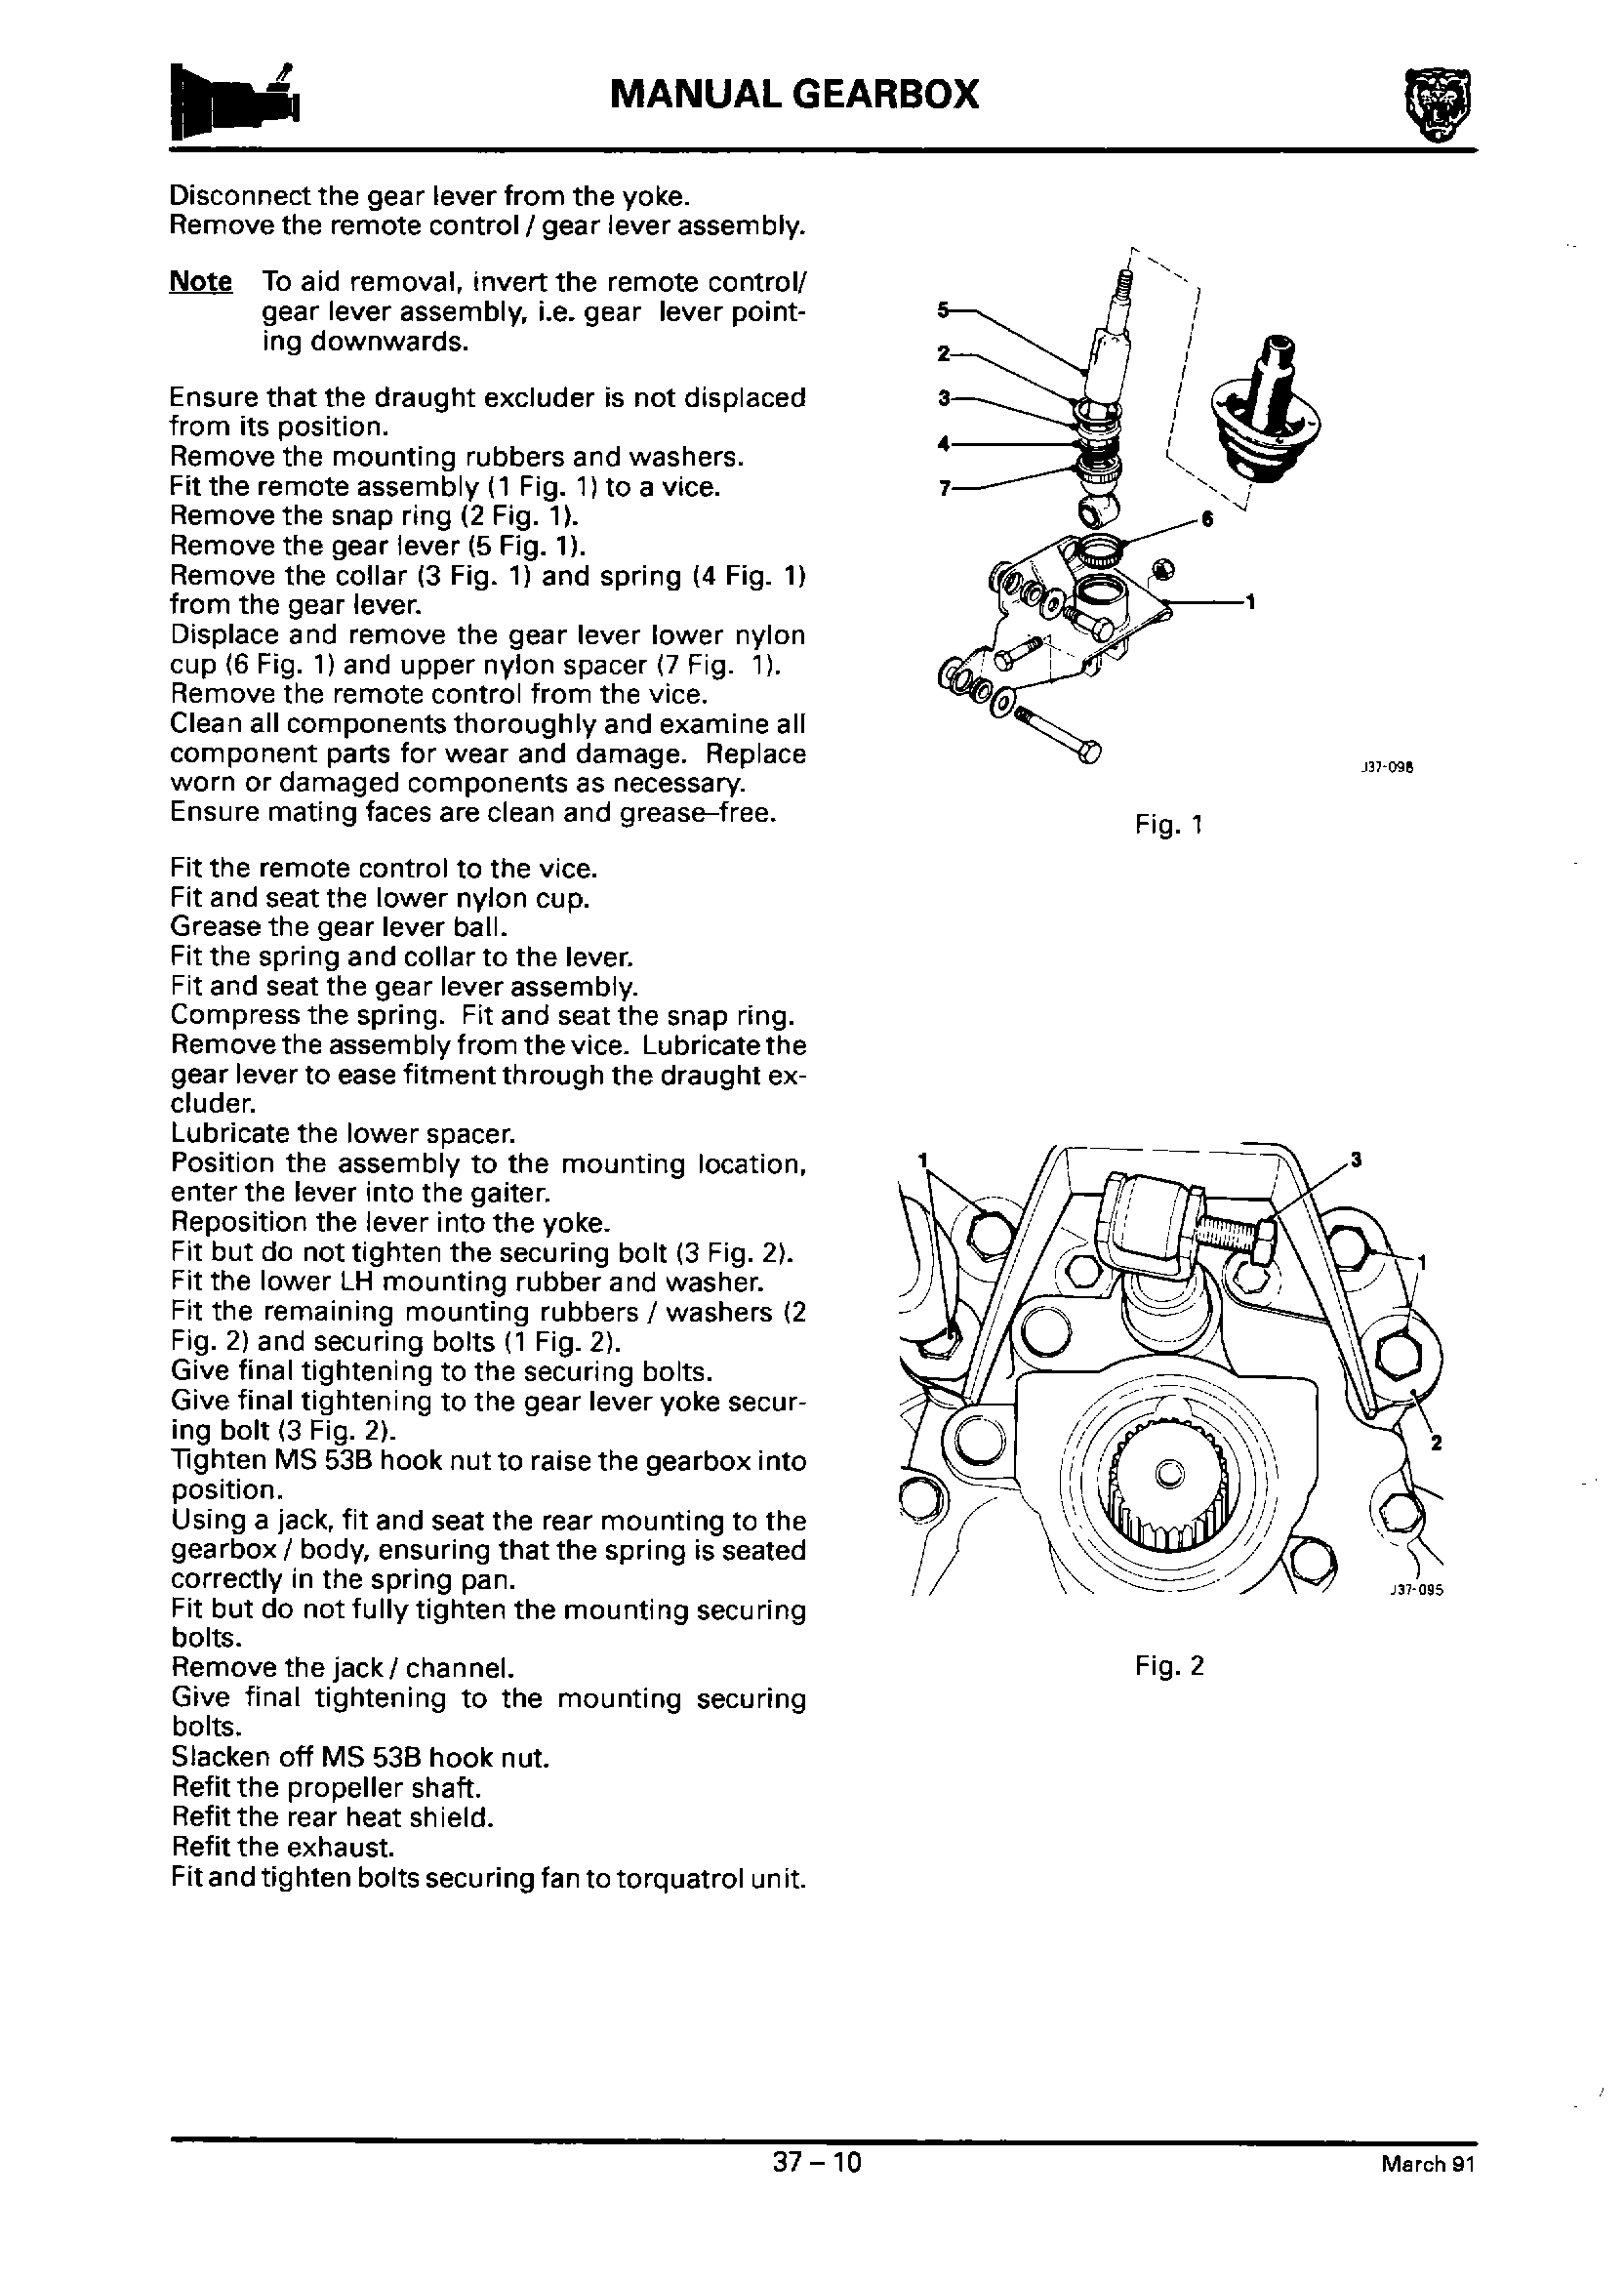 MANUAL GEARBOX
Disconnect the gear lever from the yoke.
Remove the remote control / gear lever assembly.
Note To aid removal, invert the remote control/
gear lever assembly, i.e. gear lever point-
ing downwards.
Ensure that the draught excluder is not displaced
from its position.
Remove the mounting rubbers and washers.
Fit the remote assembly (1 Fig. 1) to a vice.
Remove the snap ring (2 Fig. 1).
Remove the gear lever (5 Fig. 1).
Remove the collar (3 Fig. 1) and spring (4 Fig. 1)
from the gear lever.
Displace and remove the gear lever lower nylon
cup (6 Fig. 1) and upper nylon spacer (7 Fig. 1).
Remove the remote control from the vice.
Clean all components thoroughly and examine all
component parts for wear and damage. Replace
worn or damaged components as necessary.
Ensure mating faces are clean and grease-free.
Fit the remote control to the vice.
Fit and seat the lower nylon cup.
Grease the gear lever ball.
Fit the spring and collar to the lever.
Fit and seat the gear lever assembly.
Compress the spring. Fit and seat the snap ring.
Remove the assembly from the vice. Lubricate the
gear lever to ease fitment through the draught ex-
cluder.
Lubricate the lower spacer.
Position the assembly to the mounting location,
enter the lever into the gaiter.
Reposition the lever into the yoke.
Fit but do not tighten the securing bolt (3 Fig. 2).
Fit the lower LH mounting rubber and washer.
Fit the remaining mounting rubbers / washers (2
Fig. 2) and securing bolts (1 Fig. 2).
Give final tightening to the securing bolts.
Give final tightening to the gear lever yoke secur-
ing bolt (3 Fig. 2).
Tighten MS 53B hook nut to raise the gearbox into
position.
Using a jack, fit and seat the rear mounting to the
gearbox / body, ensuring that the spring is seated
correctly in the spring pan.
Fit but do not fully tighten the mounting securing
bolts.
Remove the jack / channel.
Give final tightening to the mounting securing
bolts.
Slacken off MS 53B hook nut.
Refit the propeller shaft.
Refit the rear heat shield.
Refit the exhaust.
Fit and tighten bolts securing fan to torquatrol unit.
5
2
3
4
7
6
1
J37-098
Fig. 1
1
3
1
2
J37-095
Fig. 2
37 – 10
March 91